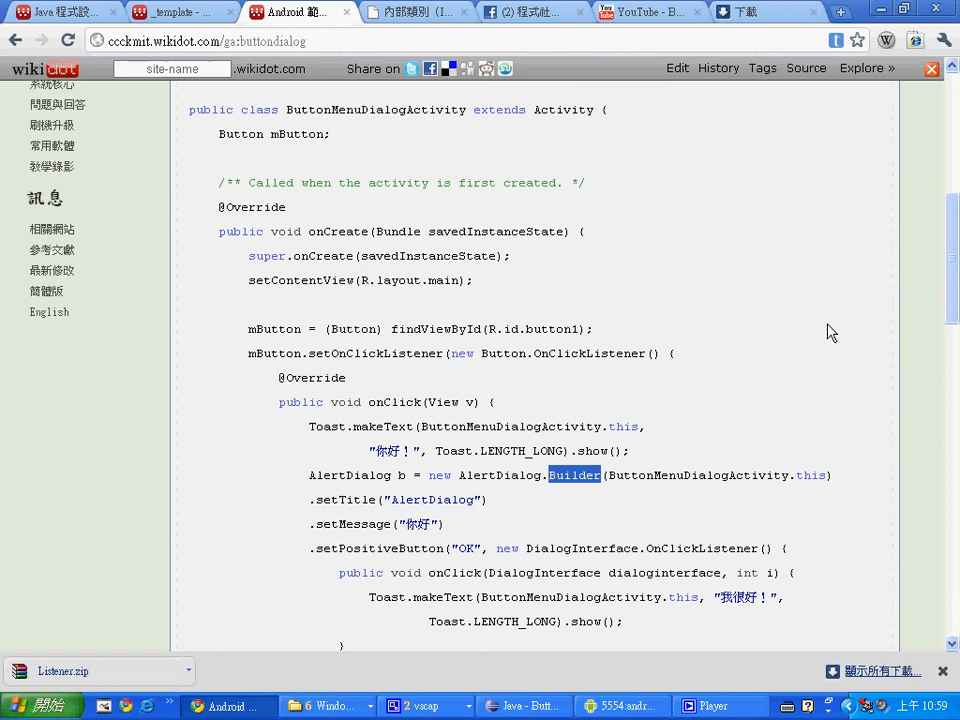 Java 程式設...
_template - ...
Android 範...
內部類別 (I...
(2) 程式社...
YouTube - B...
下載
ccckmit.wikidot.com/ga:buttondialog
wikidot
site-name
.wikidot.com
Share on
Edit
History
Tags
Source
Explore »
系統核心
問題與回答
刷機升級
常用軟體
教學錄影
訊息
相關網站
參考文獻
最新修改
簡體版
English
public class ButtonMenuDialogActivity extends Activity {
Button mButton;
/** Called when the activity is first created. */
@Override
public void onCreate(Bundle savedInstanceState) {
super.onCreate(savedInstanceState);
setContentView(R.layout.main);
mButton = (Button) findViewById(R.id.button1);
mButton.setOnClickListener(new Button.OnClickListener() {
@Override
public void onClick(View v) {
Toast.makeText(ButtonMenuDialogActivity.this,
"你好！", Toast.LENGTH_LONG).show();
AlertDialog b = new AlertDialog.Builder(ButtonMenuDialogActivity.this)
.setTitle("AlertDialog")
.setMessage("你好")
.setPositiveButton("OK", new DialogInterface.OnClickListener() {
public void onClick(DialogInterface dialoginterface, int i) {
Toast.makeText(ButtonMenuDialogActivity.this, "我很好！",
Toast.LENGTH_LONG).show();
}
Listener.zip
顯示所有下載...
開始
Android ...
6 Windo...
2 vscap
Java - Butt...
5554:andr...
Player
上午 10:59